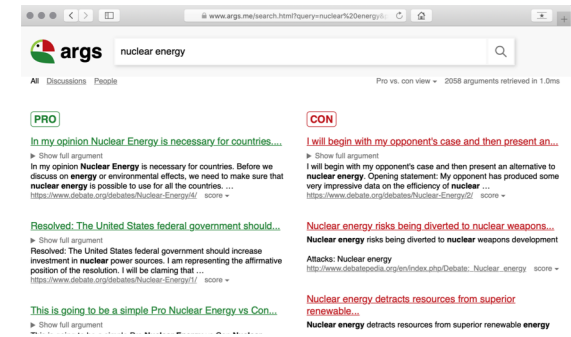 www.args.me/search.html?query=nuclear%20energy&
args
nuclear energy
All Discussions People
Pro vs. con view 2058 arguments retrieved in 1.0ms
PRO
In my opinion Nuclear Energy is necessary for countries....
Show full argument
In my opinion Nuclear Energy is necessary for countries. Before we
discuss on energy or environmental effects, we need to make sure that
nuclear energy is possible to use for all the countries. …
https://www.debate.org/debates/Nuclear-Energy/4/ score
Resolved: The United States federal government should...
Show full argument
Resolved: The United States federal government should increase
investment in nuclear power sources. I am representing the affirmative
position of the resolution. I will be claiming that …
https://www.debate.org/debates/Nuclear-Energy/1/ score
This is going to be a simple Pro Nuclear Energy vs Con...
Show full argument
CON
I will begin with my opponent's case and then present an...
Show full argument
I will begin with my opponent's case and then present an alternative to
nuclear energy. Opening statement: My opponent has produced some
very impressive data on the efficiency of nuclear …
https://www.debate.org/debates/Nuclear-Energy/2/ score
Nuclear energy risks being diverted to nuclear weapons...
Nuclear energy risks being diverted to nuclear weapons development
Attacks: Nuclear energy
http://www.debatepedia.org/en/index.php/Debate:_Nuclear_energy score
Nuclear energy detracts resources from superior
renewable...
Nuclear energy detracts resources from superior renewable energy